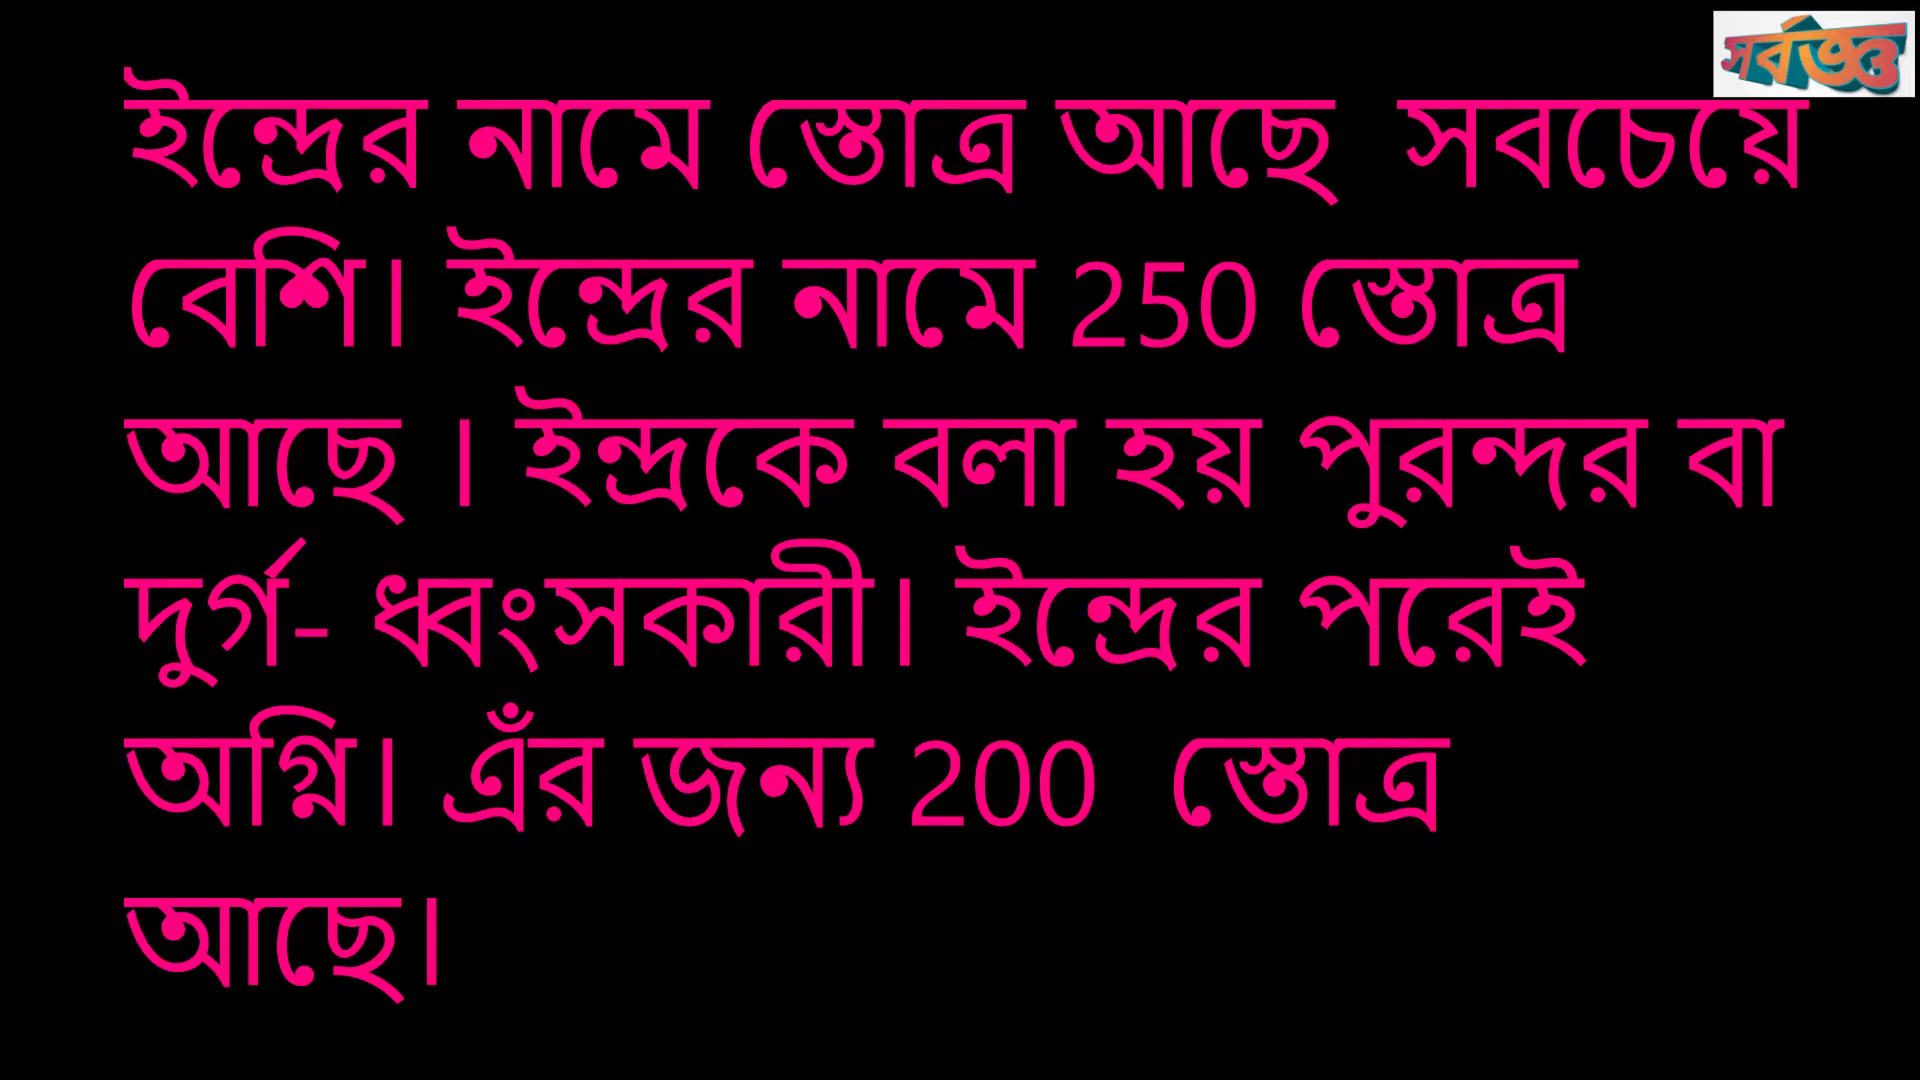 সর্বজ্ঞ
ইন্দ্রের নামে স্তোত্র আছে  সবচেয়ে
বেশি। ইন্দ্রের নামে 250 স্তোত্র
আছে । ইন্দ্রকে বলা হয় পুরন্দর বা
দুর্গ- ধ্বংসকারী। ইন্দ্রের পরেই
অগ্নি। এঁর জন্য 200  স্তোত্র
আছে।